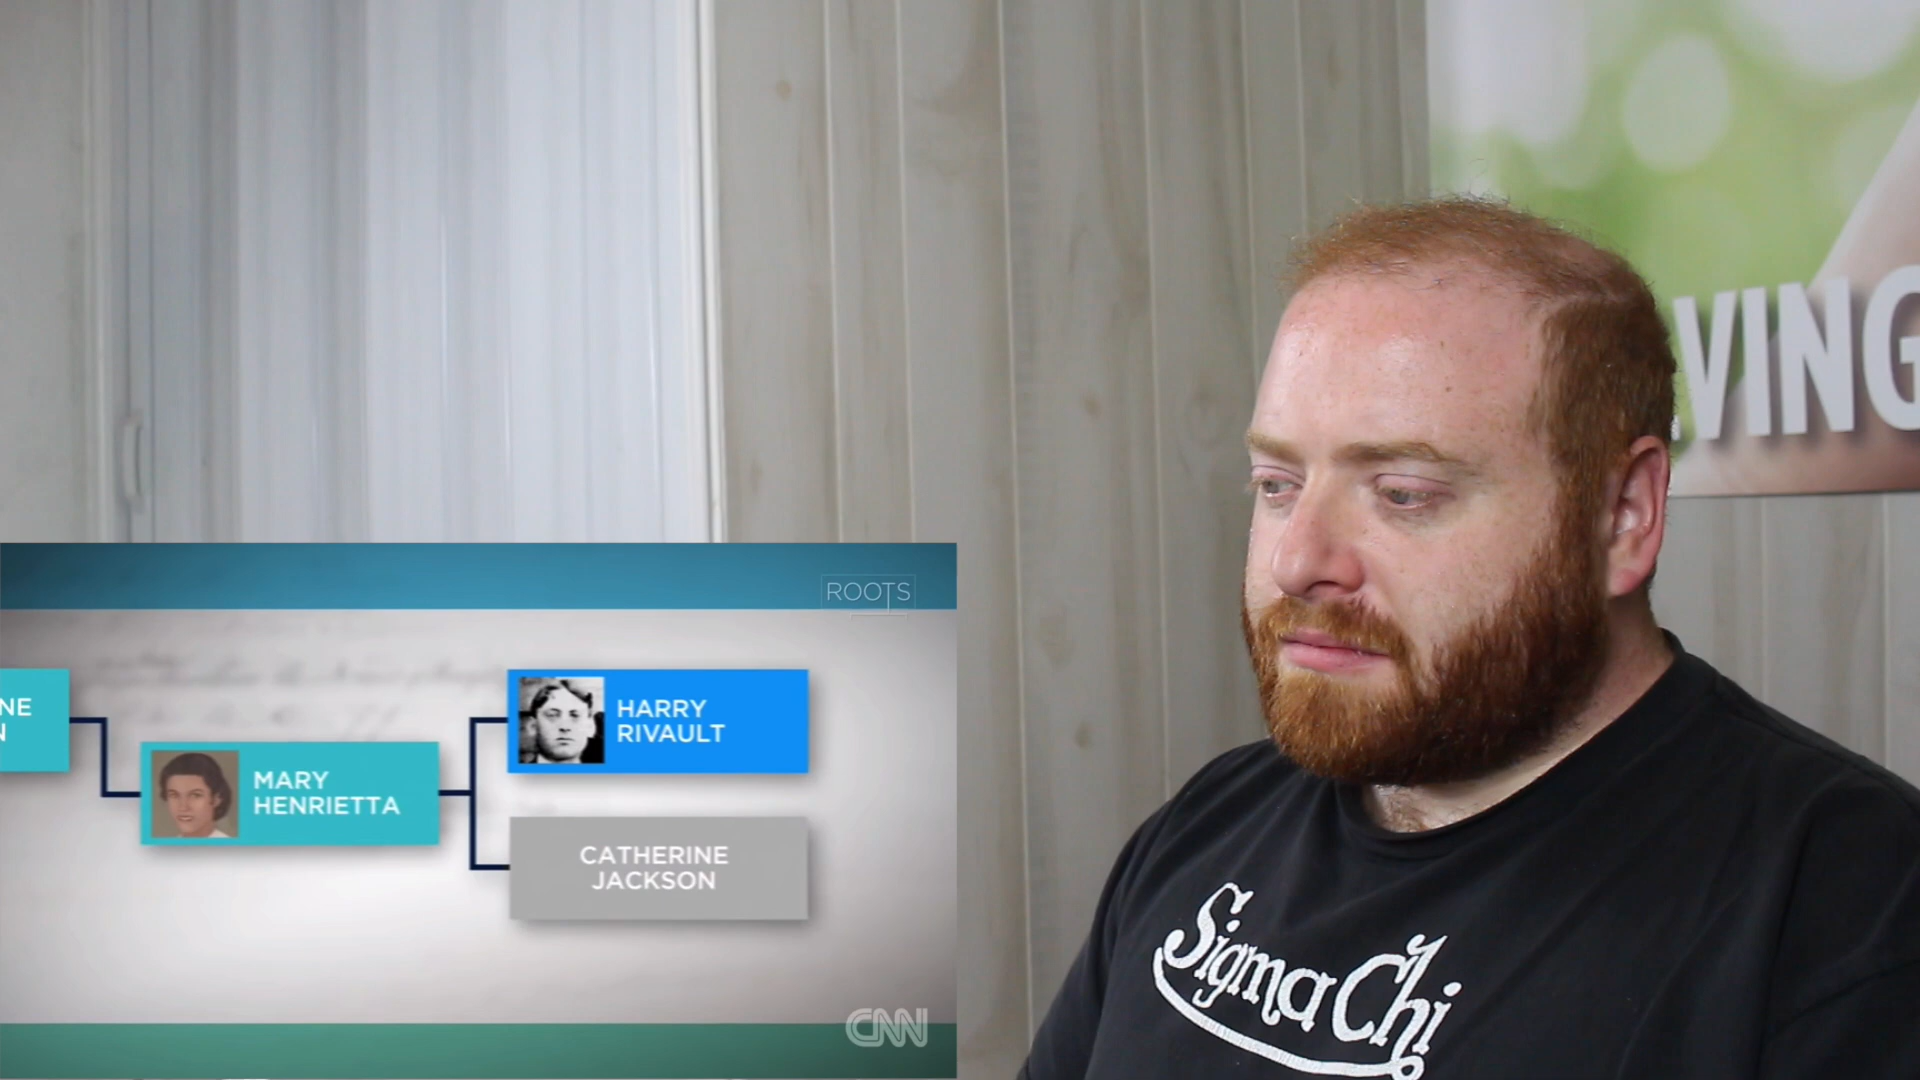 VING
ROOTS
NE
N
MARY
HENRIETTA
HARRY
RIVAULT
CATHERINE
JACKSON
CNN
Sigma Chi